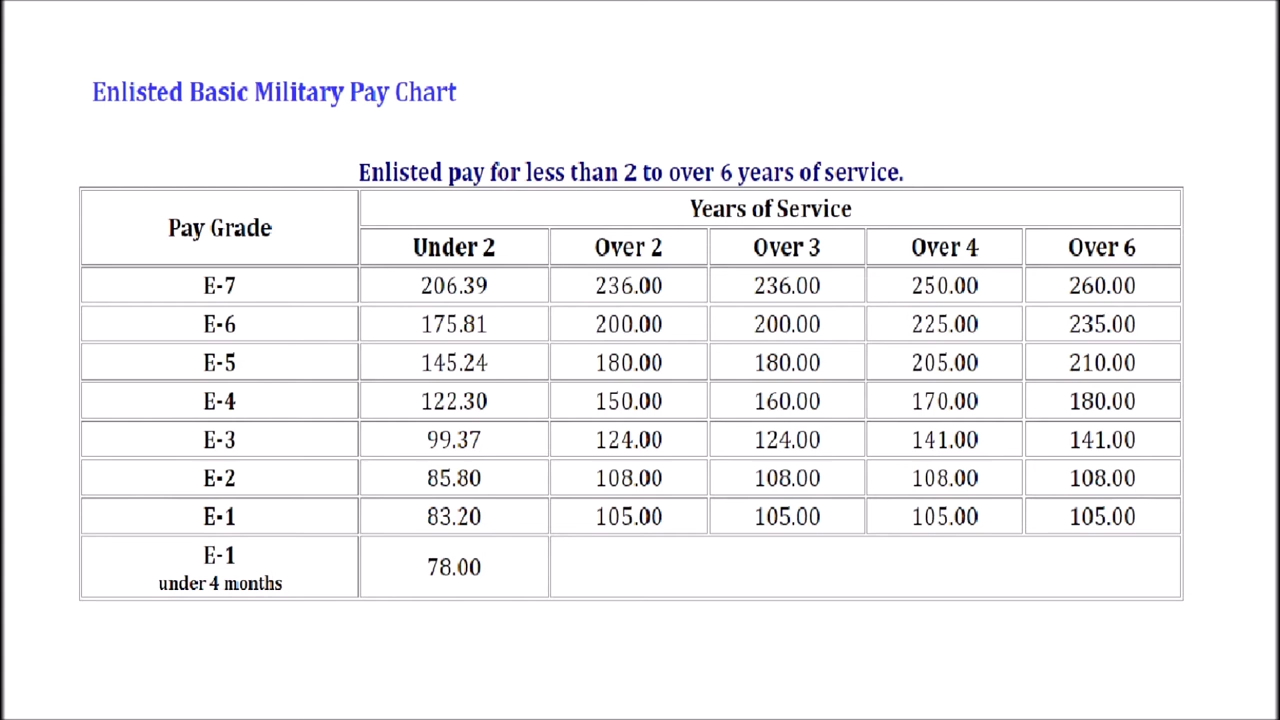 Enlisted Basic Military Pay Chart
Enlisted pay for less than 2 to over 6 years of service.
Pay Grade Years of Service
Under 2 Over 2 Over 3 Over 4 Over 6
E-7 206.39 236.00 236.00 250.00 260.00
E-6 175.81 200.00 200.00 225.00 235.00
E-5 145.24 180.00 180.00 205.00 210.00
E-4 122.30 150.00 160.00 170.00 180.00
E-3 99.37 124.00 124.00 141.00 141.00
E-2 85.80 108.00 108.00 108.00 108.00
E-1 83.20 105.00 105.00 105.00 105.00
E-1
under 4 months 78.00